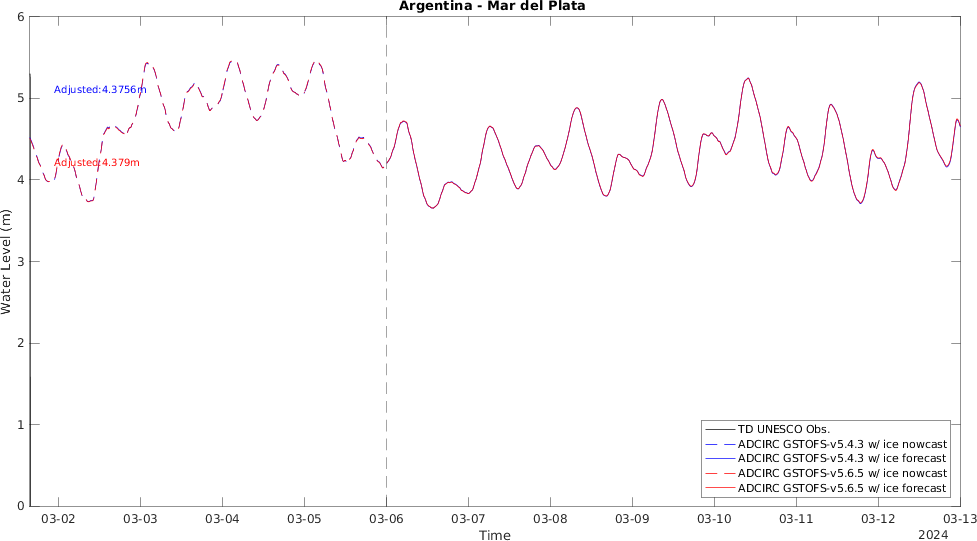 Argentina - Mar del Plata
6
5
4
3
2
1
0
Water Level (m)
Adjusted:4.3756m
Adjusted:4.379m
TD UNESCO Obs.
ADCIRC GSTOFS-v5.4.3 w/ ice nowcast
ADCIRC GSTOFS-v5.4.3 w/ ice forecast
ADCIRC GSTOFS-v5.6.5 w/ ice nowcast
ADCIRC GSTOFS-v5.6.5 w/ ice forecast
03-02 03-03 03-04 03-05 03-06 03-07 03-08 03-09 03-10 03-11 03-12 03-13
Time
2024